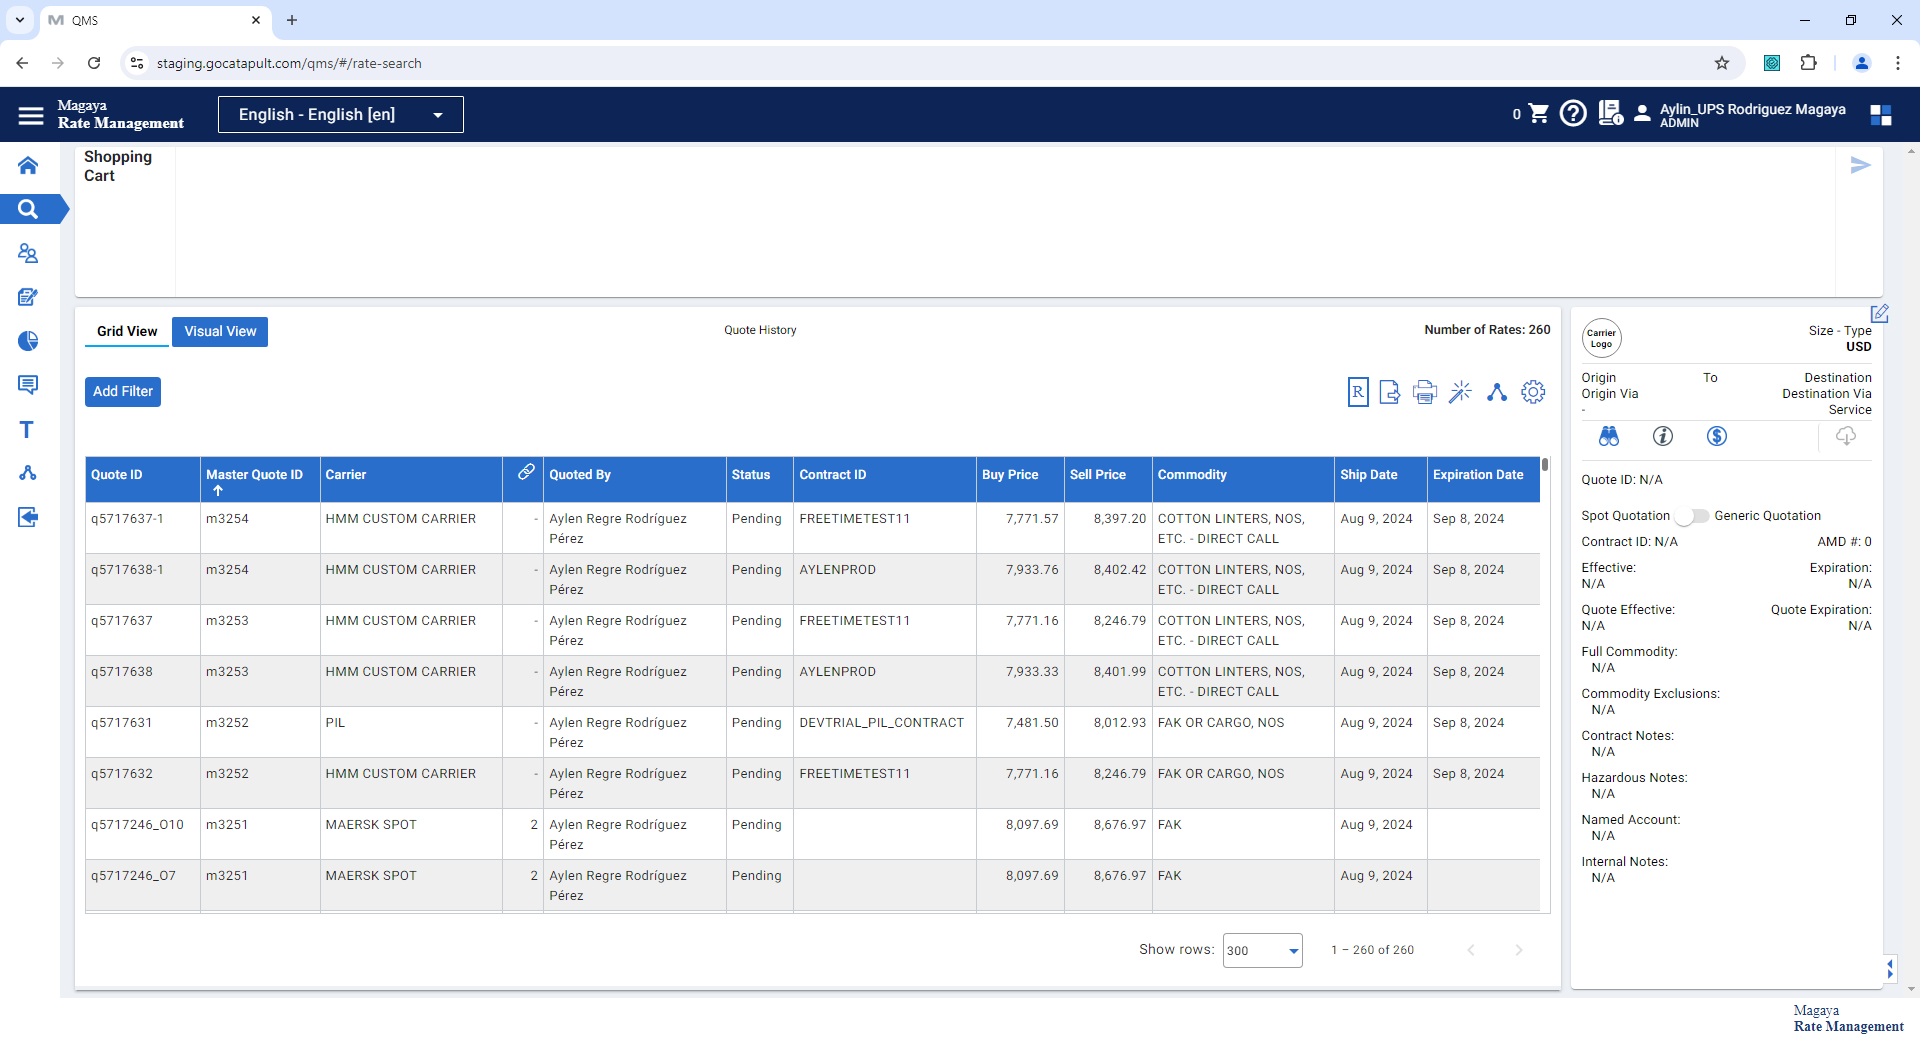 QMS
staging.gocatapult.com/qms/#/rate-search
Magaya
Rate Management
English - English [en]
0
Aylin_UPS Rodriguez Magaya
ADMIN
Shopping
Cart
Grid View
Visual View
Quote History
Number of Rates: 260
Add Filter
R
Quote ID Master Quote ID Carrier Quoted By Status Contract ID Buy Price Sell Price Commodity Ship Date Expiration Date
q5717637-1 m3254 HMM CUSTOM CARRIER - Aylen Regre Rodríguez Pending FREETIMETEST11 7,771.57 8,397.20 COTTON LINTERS, NOS, Aug 9, 2024 Sep 8, 2024
Pérez ETC. - DIRECT CALL
q5717638-1 m3254 HMM CUSTOM CARRIER - Aylen Regre Rodríguez Pending AYLENPROD 7,933.76 8,402.42 COTTON LINTERS, NOS, Aug 9, 2024 Sep 8, 2024
Pérez ETC. - DIRECT CALL
q5717637 m3253 HMM CUSTOM CARRIER - Aylen Regre Rodríguez Pending FREETIMETEST11 7,771.16 8,246.79 COTTON LINTERS, NOS, Aug 9, 2024 Sep 8, 2024
Pérez ETC. - DIRECT CALL
q5717638 m3253 HMM CUSTOM CARRIER - Aylen Regre Rodríguez Pending AYLENPROD 7,933.33 8,401.99 COTTON LINTERS, NOS, Aug 9, 2024 Sep 8, 2024
Pérez ETC. - DIRECT CALL
q5717631 m3252 PIL - Aylen Regre Rodríguez Pending DEVTRIAL_PIL_CONTRACT 7,481.50 8,012.93 FAK OR CARGO, NOS Aug 9, 2024 Sep 8, 2024
Pérez
q5717632 m3252 HMM CUSTOM CARRIER - Aylen Regre Rodríguez Pending FREETIMETEST11 7,771.16 8,246.79 FAK OR CARGO, NOS Aug 9, 2024 Sep 8, 2024
Pérez
q5717246_O10 m3251 MAERSK SPOT 2 Aylen Regre Rodríguez Pending 8,097.69 8,676.97 FAK Aug 9, 2024
Pérez
q5717246_O7 m3251 MAERSK SPOT 2 Aylen Regre Rodríguez Pending 8,097.69 8,676.97 FAK Aug 9, 2024
Pérez
Show rows: 300 1 – 260 of 260
Carrier
Logo
Size - Type
USD
Origin To Destination
Origin Via Destination Via
- Service
Quote ID: N/A
Spot Quotation Generic Quotation
Contract ID: N/A AMD #: 0
Effective: Expiration:
N/A N/A
Quote Effective: Quote Expiration:
N/A N/A
Full Commodity:
N/A
Commodity Exclusions:
N/A
Contract Notes:
N/A
Hazardous Notes:
N/A
Named Account:
N/A
Internal Notes:
N/A
Magaya
Rate Management